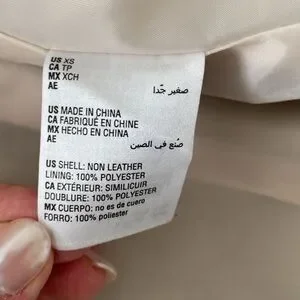 US XS
CA TP
MX XCH
AE صغير جّدا
US MADE IN CHINA
CA FABRIQUÉ EN CHINE
MX HECHO EN CHINA
AE صُنع في الصين
US SHELL: NON LEATHER
LINING: 100% POLYESTER
CA EXTÉRIEUR: SIMILICUIR
DOUBLURE: 100% POLYESTER
MX CUERPO: no es de cuero
FORRO: 100% poliester